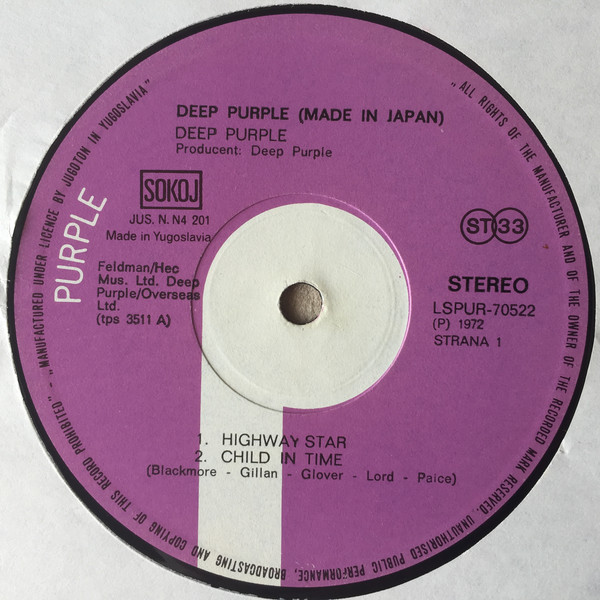 DEEP PURPLE (MADE IN JAPAN)
DEEP PURPLE
Producent: Deep Purple
SOKOJ
JUS. N. N4 201
Made in Yugoslavia
PURPLE
Feldman/Hec
Mus. Ltd. Deep
Purple/Overseas
Ltd.
(tps 3511 A)
ST 33
STEREO
LSPUR-70522
(P) 1972
STRANA 1
1. HIGHWAY STAR
2. CHILD IN TIME
(Blackmore - Gillan - Glover - Lord - Paice)
„ALL RIGHTS OF THE MANUFACTURER AND OF THE OWNER OF THE RECORDED MARK RESERVED, UNAUTHORISED PUBLIC PERFORMANCE, BROADCASTING AND COPYING OF THIS RECORD PROHIBITED" - „MANUFACTURED UNDER LICENCE BY JUGOTON IN YUGOSLAVIA"